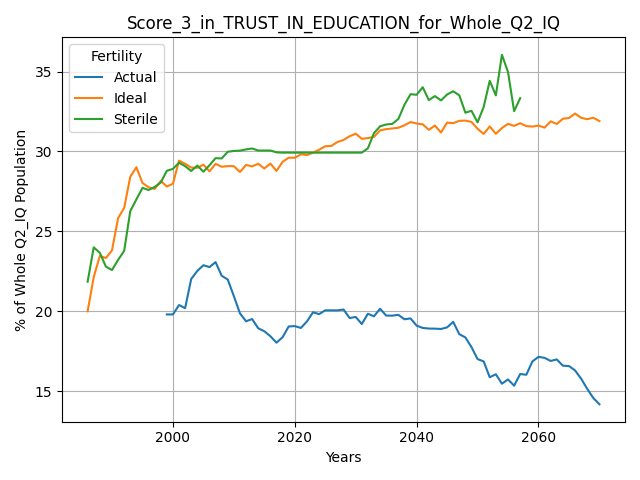 Score_3_in_TRUST_IN_EDUCATION_for_Whole_Q2_IQ
Fertility
Actual
Ideal
Sterile
% of Whole Q2_IQ Population
35
30
25
20
15
2000
2020
2040
2060
Years